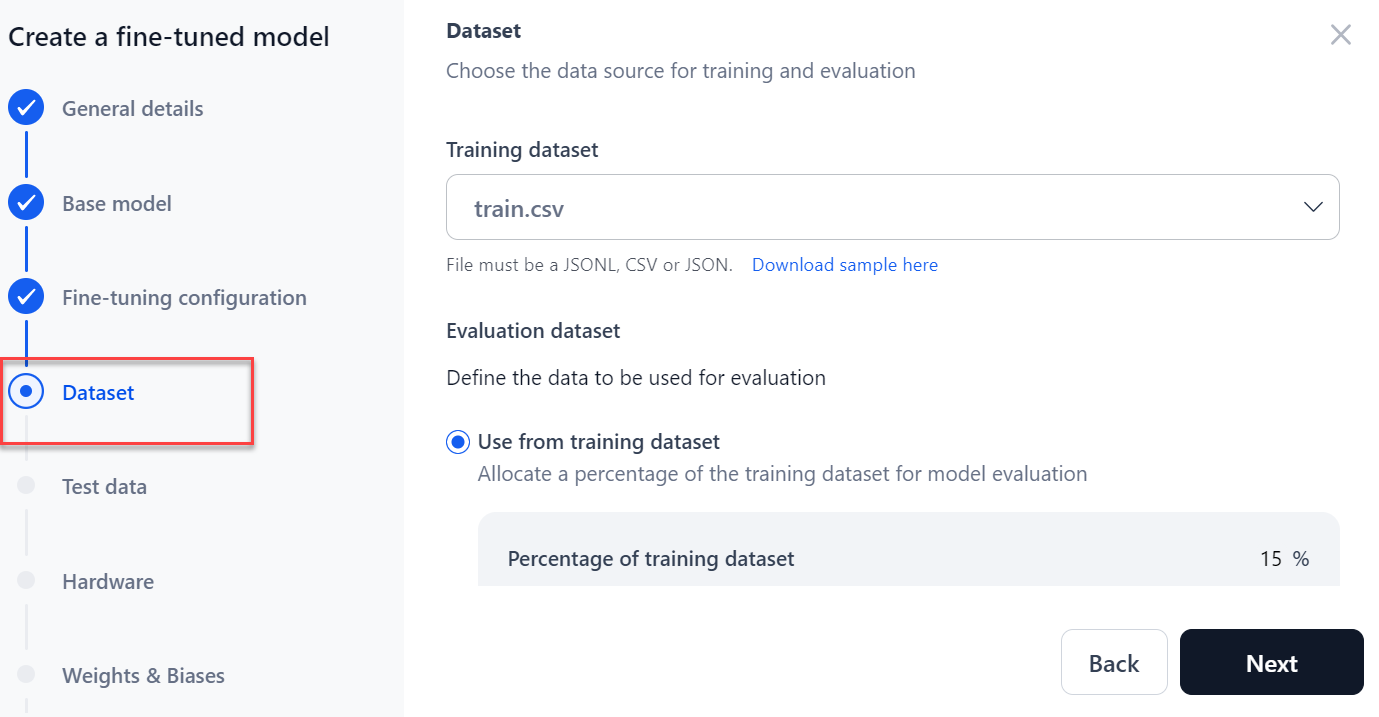 Create a fine-tuned model
General details
Base model
Fine-tuning configuration
Dataset
Test data
Hardware
Weights & Biases
Dataset
Choose the data source for training and evaluation
Training dataset
train.csv
File must be a JSONL, CSV or JSON. Download sample here
Evaluation dataset
Define the data to be used for evaluation
Use from training dataset
Allocate a percentage of the training dataset for model evaluation
Percentage of training dataset 15 %
Back Next